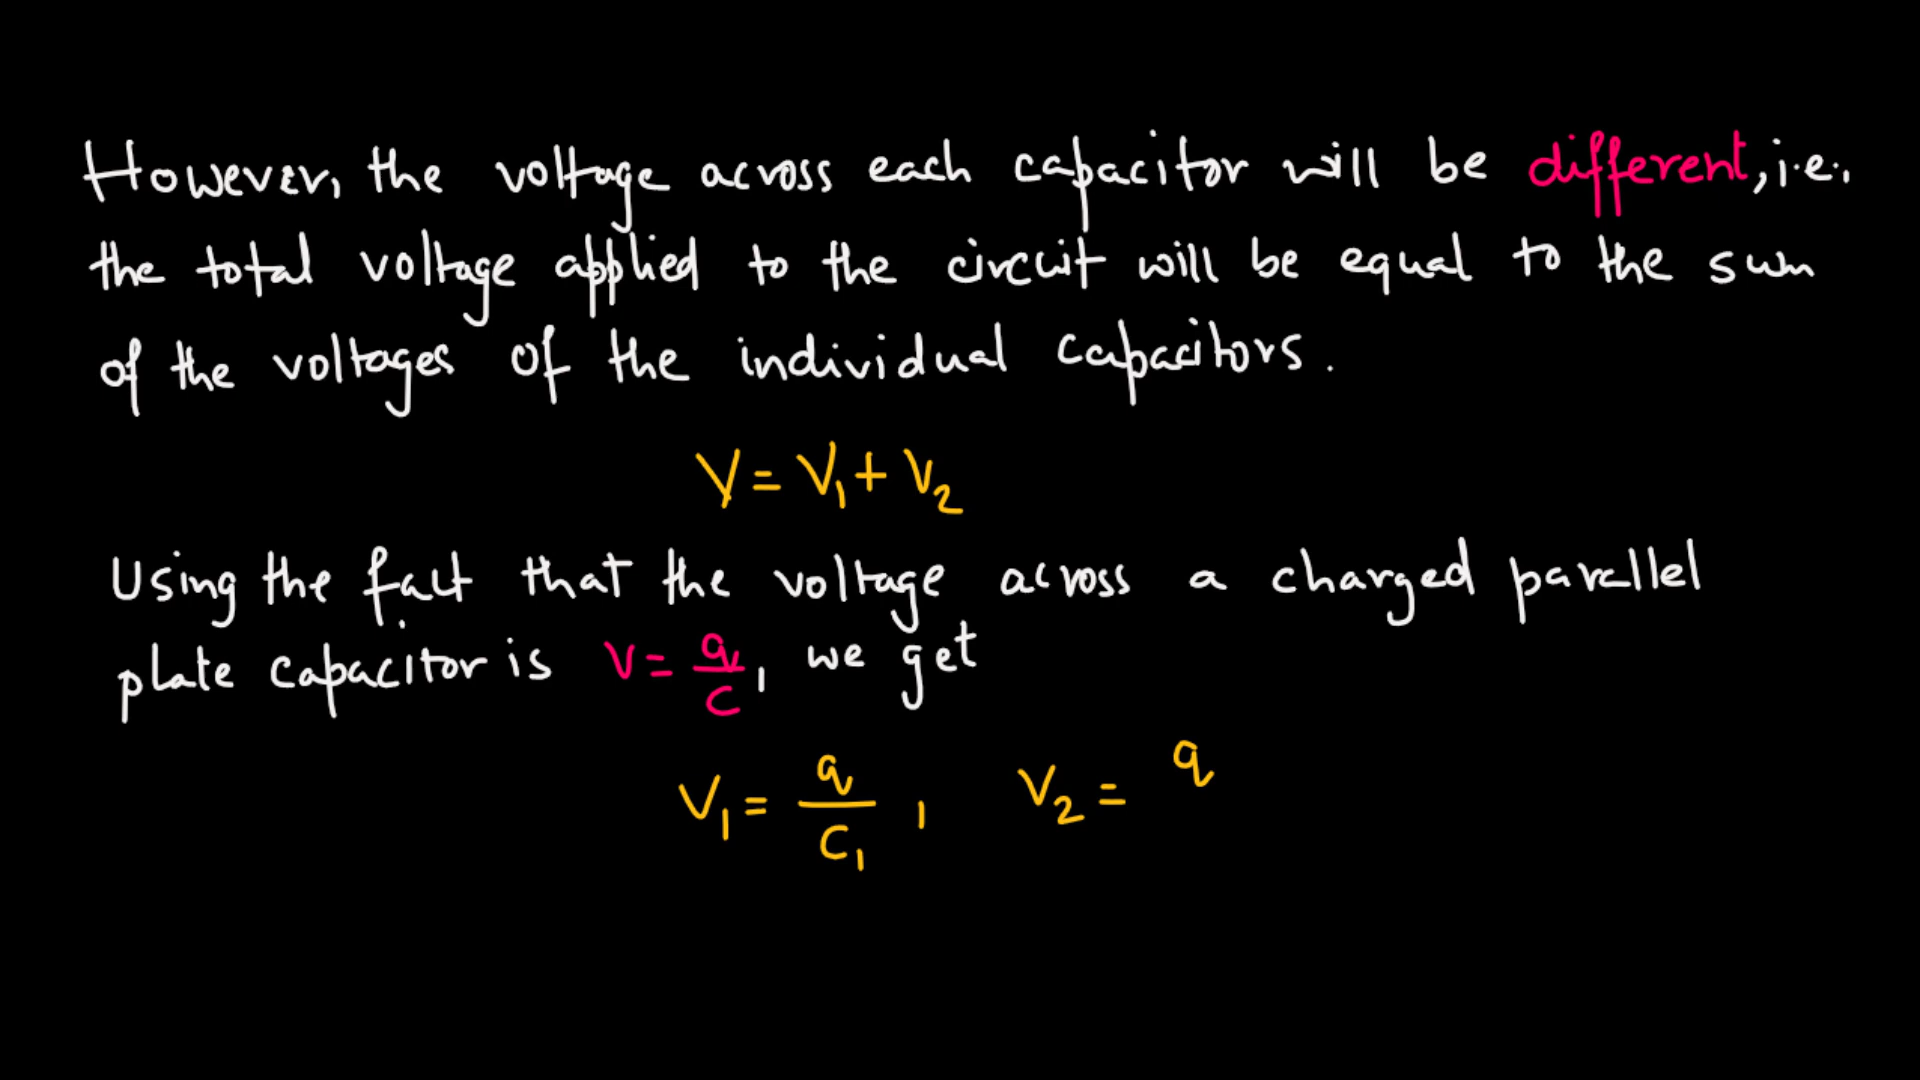 However, the voltage across each capacitor will be different, i.e.,
the total voltage applied to the circuit will be equal to the sum
of the voltages of the individual capacitors.
V = V₁ + V₂
Using the fact that the voltage across a charged parallel
plate capacitor is V = q/C, we get
V₁ = q/C₁ , V₂ = q